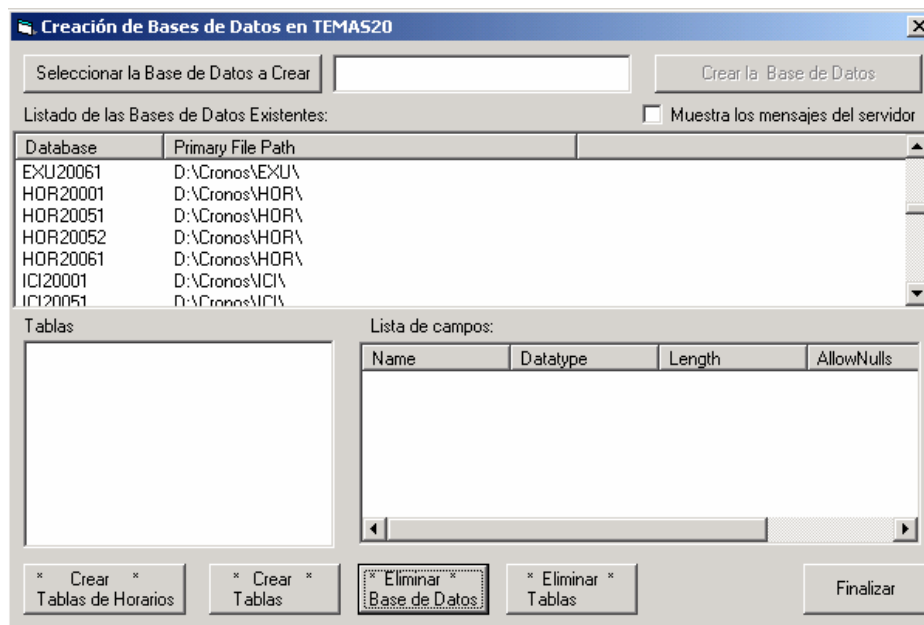 Creación de Bases de Datos en TEMAS20
Seleccionar la Base de Datos a Crear
Crear la Base de Datos
Listado de las Bases de Datos Existentes:
Muestra los mensajes del servidor
Database Primary File Path
EXU20061 D:\Cronos\EXU\
HOR20001 D:\Cronos\HOR\
HOR20051 D:\Cronos\HOR\
HOR20052 D:\Cronos\HOR\
HOR20061 D:\Cronos\HOR\
ICI20001 D:\Cronos\ICI\
ICI20051 D:\Cronos\ICI\
Tablas
Lista de campos:
Name Datatype Length AllowNulls
* Crear *
Tablas de Horarios
* Crear *
Tablas
* Eliminar *
Base de Datos
* Eliminar *
Tablas
Finalizar